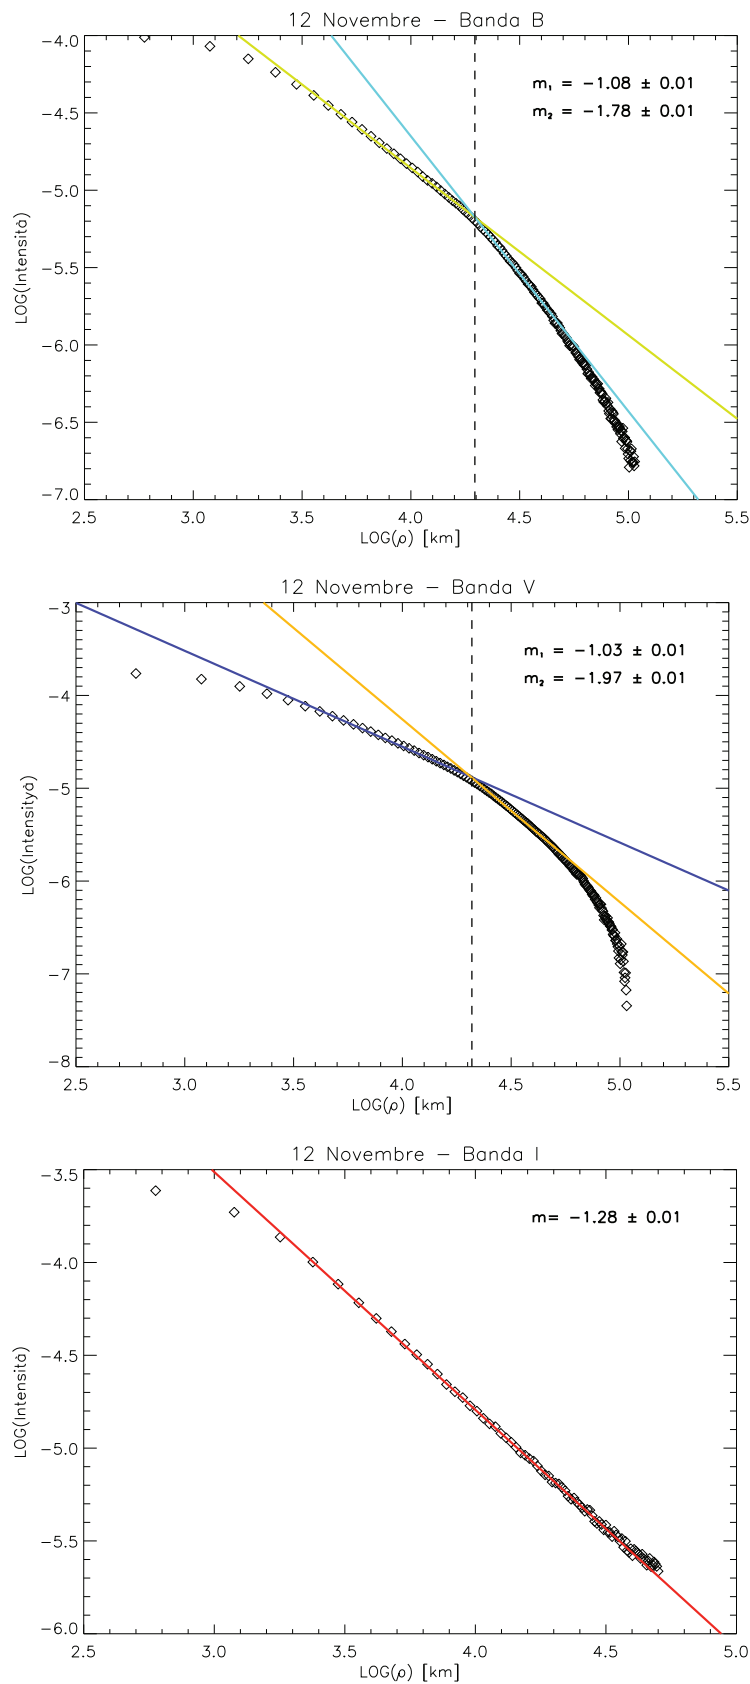 12 Novembre − Banda B
m₁ = −1.08 ± 0.01
m₂ = −1.78 ± 0.01
LOG(Intensità)
−4.0
−4.5
−5.0
−5.5
−6.0
−6.5
−7.0
2.5 3.0 3.5 4.0 4.5 5.0 5.5
LOG(ρ) [km]
12 Novembre − Banda V
m₁ = −1.03 ± 0.01
m₂ = −1.97 ± 0.01
LOG(Intensityà)
−3
−4
−5
−6
−7
−8
2.5 3.0 3.5 4.0 4.5 5.0 5.5
LOG(ρ) [km]
12 Novembre − Banda I
m= −1.28 ± 0.01
LOG(Intensità)
−3.5
−4.0
−4.5
−5.0
−5.5
−6.0
2.5 3.0 3.5 4.0 4.5 5.0
LOG(ρ) [km]